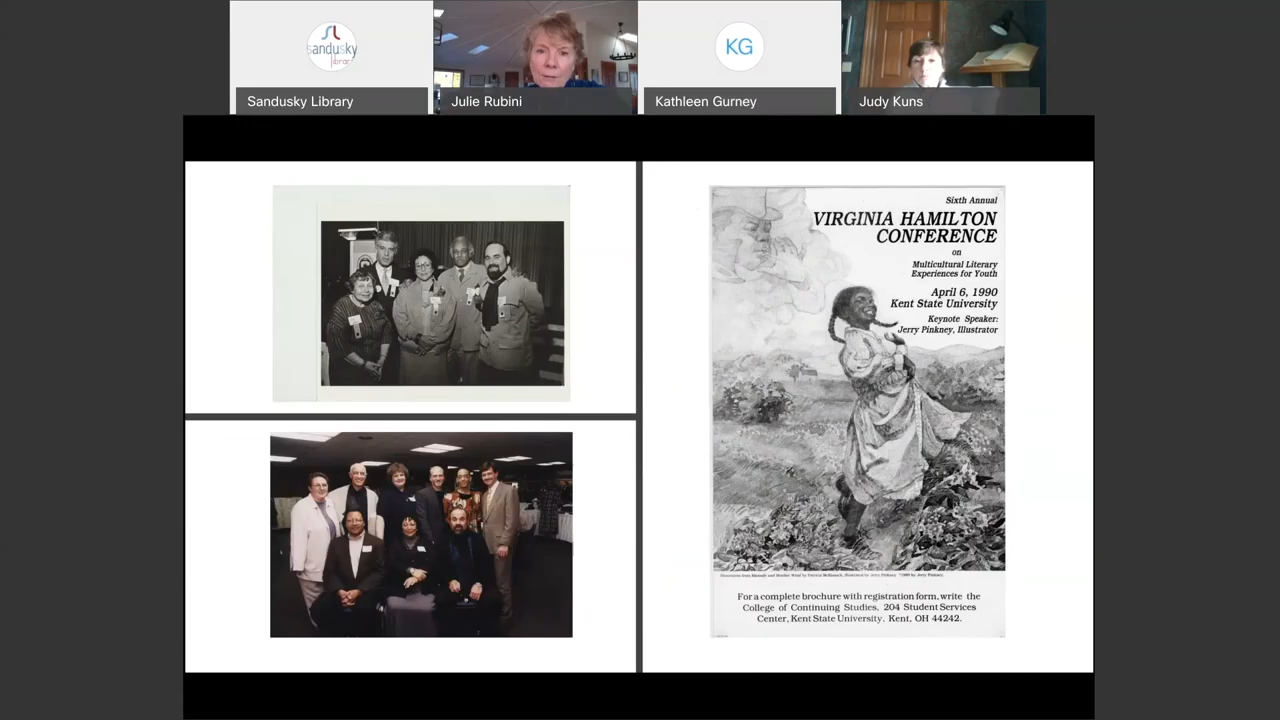 sandusky
library
KG
Sandusky Library
Julie Rubini
Kathleen Gurney
Judy Kuns
Sixth Annual
VIRGINIA HAMILTON
CONFERENCE
on
Multicultural Literary
Experiences for Youth
April 6, 1990
Kent State University
Keynote Speaker:
Jerry Pinkney, Illustrator
For a complete brochure with registration form, write the
College of Continuing Studies, 204 Student Services
Center, Kent State University, Kent, OH 44242.